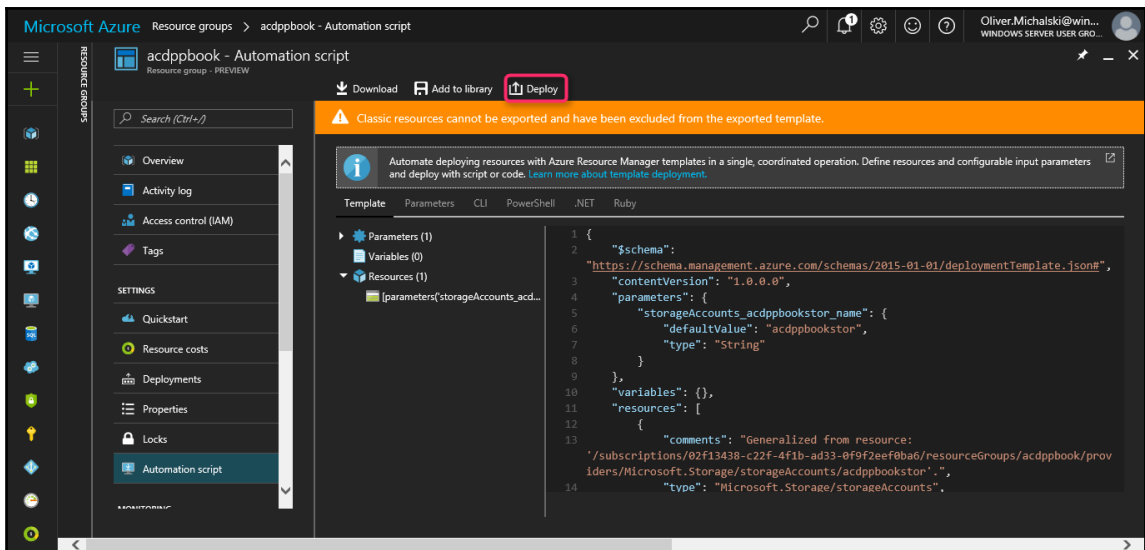 Microsoft Azure Resource groups > acdppbook - Automation script
1
Oliver.Michalski@win...
WINDOWS SERVER USER GRO...
RESOURCE GROUPS
acdppbook - Automation script
Resource group - PREVIEW
Download Add to library Deploy
Search (Ctrl+/)
Classic resources cannot be exported and have been excluded from the exported template.
Automate deploying resources with Azure Resource Manager templates in a single, coordinated operation. Define resources and configurable input parameters
and deploy with script or code. Learn more about template deployment.
Overview
Activity log
Access control (IAM)
Tags
SETTINGS
Quickstart
Resource costs
Deployments
Properties
Locks
Automation script
MONITORING
Template Parameters CLI PowerShell .NET Ruby
Parameters (1)
Variables (0)
Resources (1)
[parameters('storageAccounts_acd...
1 {
2 "$schema":
"https://schema.management.azure.com/schemas/2015-01-01/deploymentTemplate.json#",
3 "contentVersion": "1.0.0.0",
4 "parameters": {
5 "storageAccounts_acdppbookstor_name": {
6 "defaultValue": "acdppbookstor",
7 "type": "String"
8 }
9 },
10 "variables": {},
11 "resources": [
12 {
13 "comments": "Generalized from resource:
'/subscriptions/02f13438-c22f-4f1b-ad33-0f9f2eef0ba6/resourceGroups/acdppbook/prov
iders/Microsoft.Storage/storageAccounts/acdppbookstor'.",
14 "type": "Microsoft.Storage/storageAccounts",
SQL